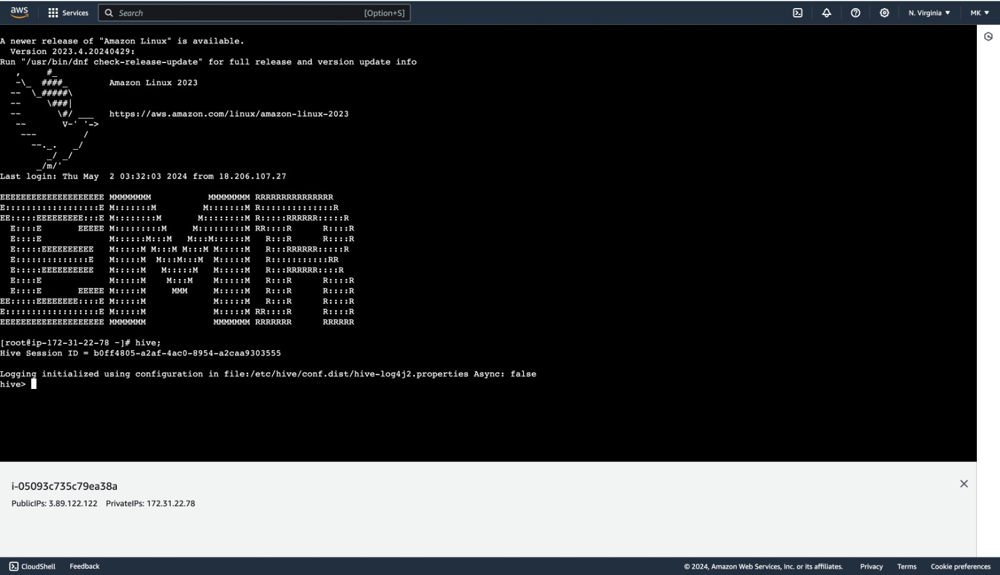 aws Services Search [Option+S] N. Virginia ▼ MK ▼
A newer release of "Amazon Linux" is available.
  Version 2023.4.20240429:
Run "/usr/bin/dnf check-release-update" for full release and version update info
   ,     #_
   ~\_  ####_        Amazon Linux 2023
  ~~  \_#####\
  ~~     \###|
  ~~       \#/ ___   https://aws.amazon.com/linux/amazon-linux-2023
   ~~       V~' '->
    ~~~         /
      ~~._.   _/
         _/ _/
       _/m/'
Last login: Thu May  2 03:32:03 2024 from 18.206.107.27
EEEEEEEEEEEEEEEEEEEE MMMMMMMM           MMMMMMMM RRRRRRRRRRRRRRR
E::::::::::::::::::E M:::::::M         M:::::::M R::::::::::::::R
EE:::::EEEEEEEEE:::E M::::::::M       M::::::::M R:::::RRRRRR:::::R
  E::::E       EEEEE M:::::::::M     M:::::::::M RR::::R      R::::R
  E::::E             M::::::M:::M   M:::M::::::M   R:::R      R::::R
  E:::::EEEEEEEEEE   M:::::M M:::M M:::M M:::::M   R:::RRRRRR:::::R
  E::::::::::::::E   M:::::M  M:::M:::M  M:::::M   R:::::::::::RR
  E:::::EEEEEEEEEE   M:::::M   M:::::M   M:::::M   R:::RRRRRR::::R
  E::::E             M:::::M    M:::M    M:::::M   R:::R      R::::R
  E::::E       EEEEE M:::::M     MMM     M:::::M   R:::R      R::::R
EE:::::EEEEEEEE::::E M:::::M             M:::::M   R:::R      R::::R
E::::::::::::::::::E M:::::M             M:::::M RR::::R      R::::R
EEEEEEEEEEEEEEEEEEEE MMMMMMM             MMMMMMM RRRRRRR      RRRRRR
[root@ip-172-31-22-78 ~]# hive;
Hive Session ID = b0ff4805-a2af-4ac0-8954-a2caa9303555
Logging initialized using configuration in file:/etc/hive/conf.dist/hive-log4j2.properties Async: false
hive>
i-05093c735c79ea38a
PublicIPs: 3.89.122.122 PrivateIPs: 172.31.22.78
CloudShell Feedback © 2024, Amazon Web Services, Inc. or its affiliates. Privacy Terms Cookie preferences